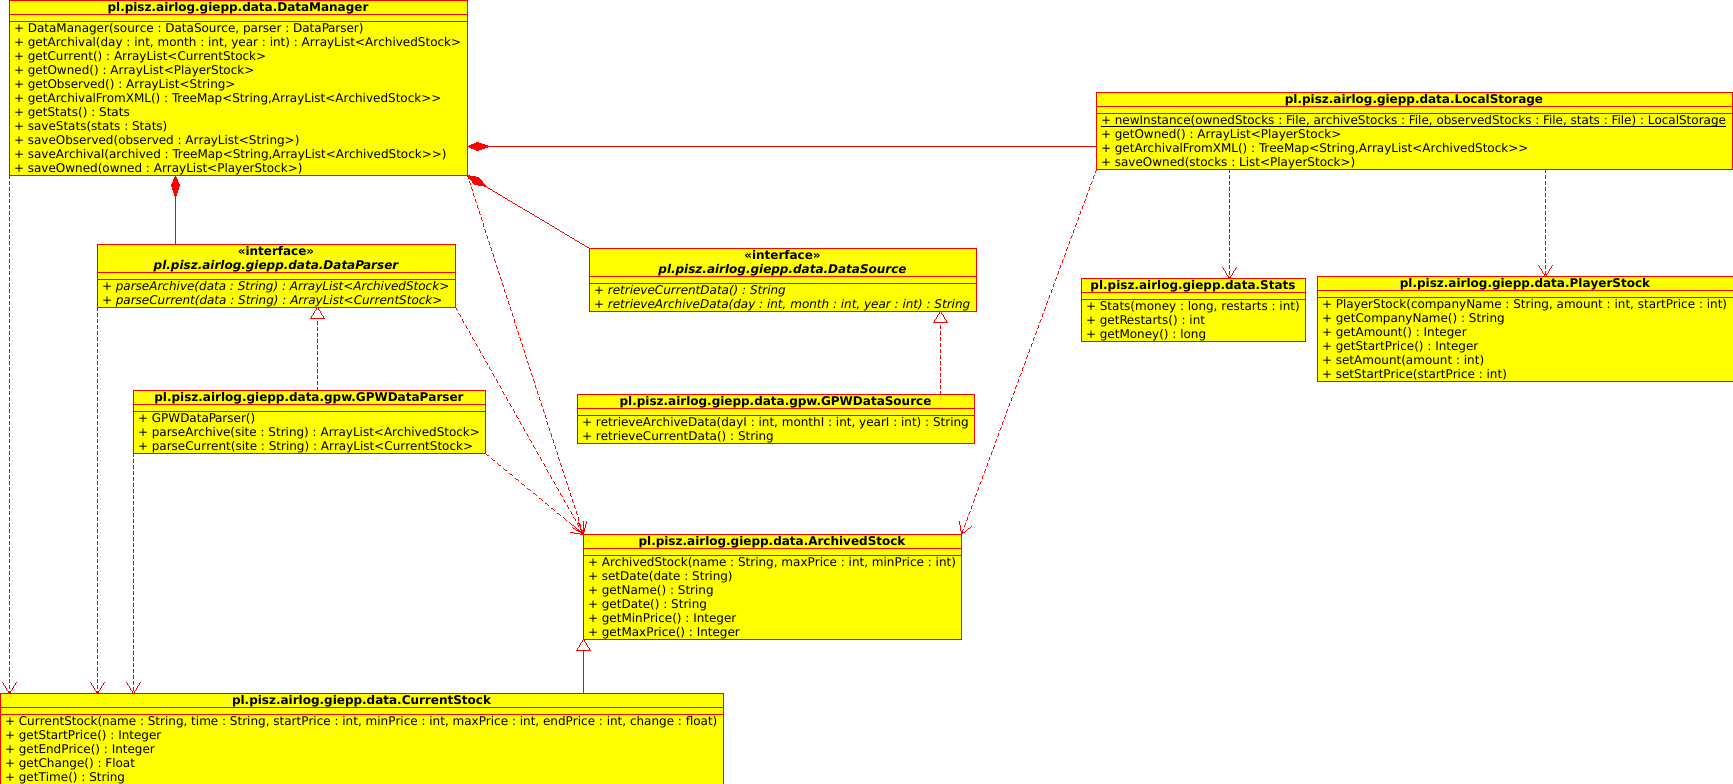 pl.pisz.airlog.giepp.data.DataManager
+ DataManager(source : DataSource, parser : DataParser)
+ getArchival(day : int, month : int, year : int) : ArrayList<ArchivedStock>
+ getCurrent() : ArrayList<CurrentStock>
+ getOwned() : ArrayList<PlayerStock>
+ getObserved() : ArrayList<String>
+ getArchivalFromXML() : TreeMap<String,ArrayList<ArchivedStock>>
+ getStats() : Stats
+ saveStats(stats : Stats)
+ saveObserved(observed : ArrayList<String>)
+ saveArchival(archived : TreeMap<String,ArrayList<ArchivedStock>>)
+ saveOwned(owned : ArrayList<PlayerStock>)
pl.pisz.airlog.giepp.data.LocalStorage
+ newInstance(ownedStocks : File, archiveStocks : File, observedStocks : File, stats : File) : LocalStorage
+ getOwned() : ArrayList<PlayerStock>
+ getArchivalFromXML() : TreeMap<String,ArrayList<ArchivedStock>>
+ saveOwned(stocks : List<PlayerStock>)
«interface»
pl.pisz.airlog.giepp.data.DataParser
+ parseArchive(data : String) : ArrayList<ArchivedStock>
+ parseCurrent(data : String) : ArrayList<CurrentStock>
«interface»
pl.pisz.airlog.giepp.data.DataSource
+ retrieveCurrentData() : String
+ retrieveArchiveData(day : int, month : int, year : int) : String
pl.pisz.airlog.giepp.data.Stats
+ Stats(money : long, restarts : int)
+ getRestarts() : int
+ getMoney() : long
pl.pisz.airlog.giepp.data.PlayerStock
+ PlayerStock(companyName : String, amount : int, startPrice : int)
+ getCompanyName() : String
+ getAmount() : Integer
+ getStartPrice() : Integer
+ setAmount(amount : int)
+ setStartPrice(startPrice : int)
pl.pisz.airlog.giepp.data.gpw.GPWDataParser
+ GPWDataParser()
+ parseArchive(site : String) : ArrayList<ArchivedStock>
+ parseCurrent(site : String) : ArrayList<CurrentStock>
pl.pisz.airlog.giepp.data.gpw.GPWDataSource
+ retrieveArchiveData(dayI : int, monthI : int, yearI : int) : String
+ retrieveCurrentData() : String
pl.pisz.airlog.giepp.data.ArchivedStock
+ ArchivedStock(name : String, maxPrice : int, minPrice : int)
+ setDate(date : String)
+ getName() : String
+ getDate() : String
+ getMinPrice() : Integer
+ getMaxPrice() : Integer
pl.pisz.airlog.giepp.data.CurrentStock
+ CurrentStock(name : String, time : String, startPrice : int, minPrice : int, maxPrice : int, endPrice : int, change : float)
+ getStartPrice() : Integer
+ getEndPrice() : Integer
+ getChange() : Float
+ getTime() : String